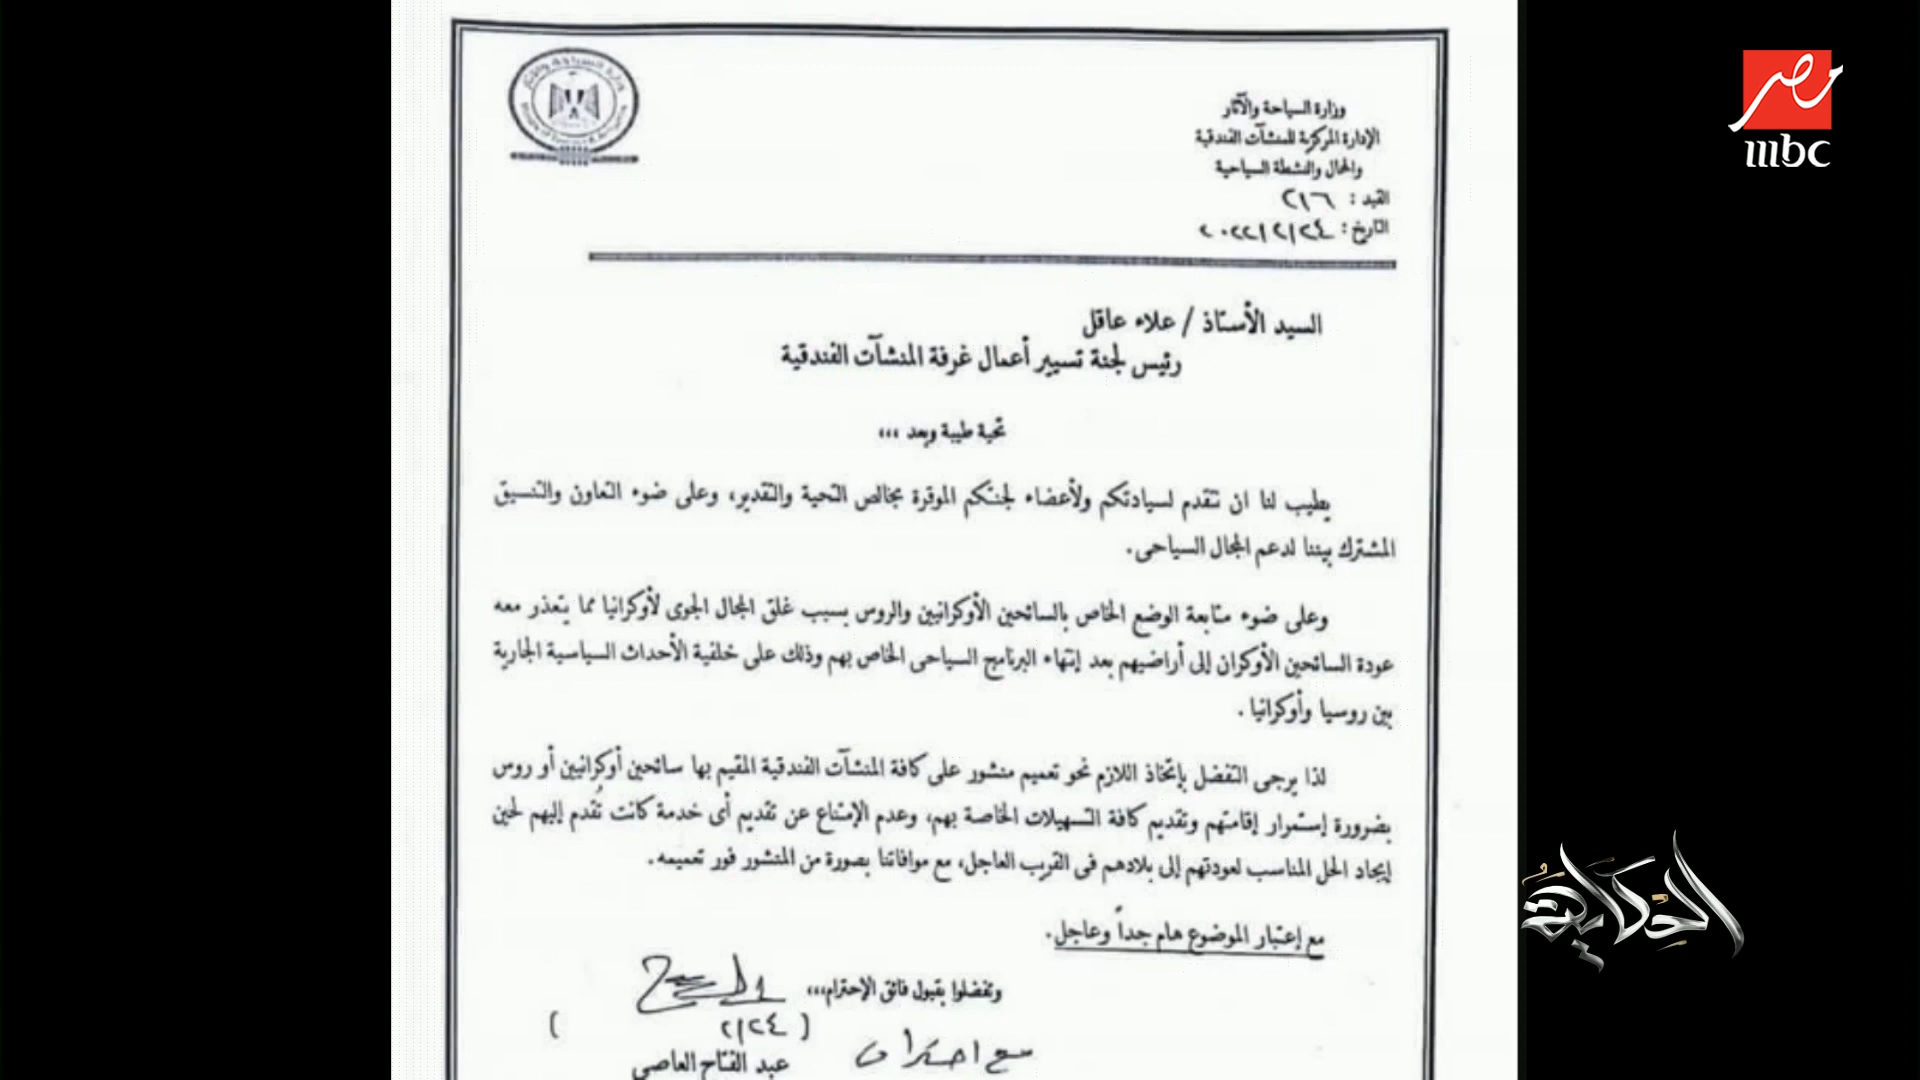 مصر
mbc
وزارة السياحة والآثار
الإدارة المركزية للمنشآت الفندقية
والمحال والانشطة السياحية
القيد : ٢١٦
التاريخ : ٢٠٢٢/٢/٢٤
السيد الأستاذ / علاء عاقل
رئيس لجنة تسيير أعمال غرفة المنشآت الفندقية
تحية طيبة وبعد ،،،
يطيب لنا ان نتقدم لسيادتكم ولأعضاء لجنتكم الموقرة بخالص التحية والتقدير، وعلى ضوء التعاون والتنسيق
المشترك بيننا لدعم المجال السياحى.
وعلى ضوء متابعة الوضع الخاص بالسائحين الأوكرانيين والروس بسبب غلق المجال الجوى لأوكرانيا مما يتعذر معه
عودة السائحين الأوكران إلى أراضيهم بعد إنتهاء البرنامج السياحى الخاص بهم وذلك على خلفية الأحداث السياسية الجارية
بين روسيا وأوكرانيا .
لذا يرجى التفضل بإتخاذ اللازم نحو تعميم منشور على كافة المنشآت الفندقية المقيم بها سائحين أوكرانيين أو روس
بضرورة إستمرار إقامتهم وتقديم كافة التسهيلات الخاصة بهم، وعدم الإمتناع عن تقديم أى خدمة كانت تُقدم إليهم لحين
إيجاد الحل المناسب لعودتهم إلى بلادهم فى القريب العاجل، مع موافاتنا بصورة من المنشور فور تعميمه.
مع إعتبار الموضوع هام جداً وعاجل.
وتفضلوا بقبول فائق الإحترام،،،
( ٢/٢٤ )
عبد الفتاح العاصي
الحكاية